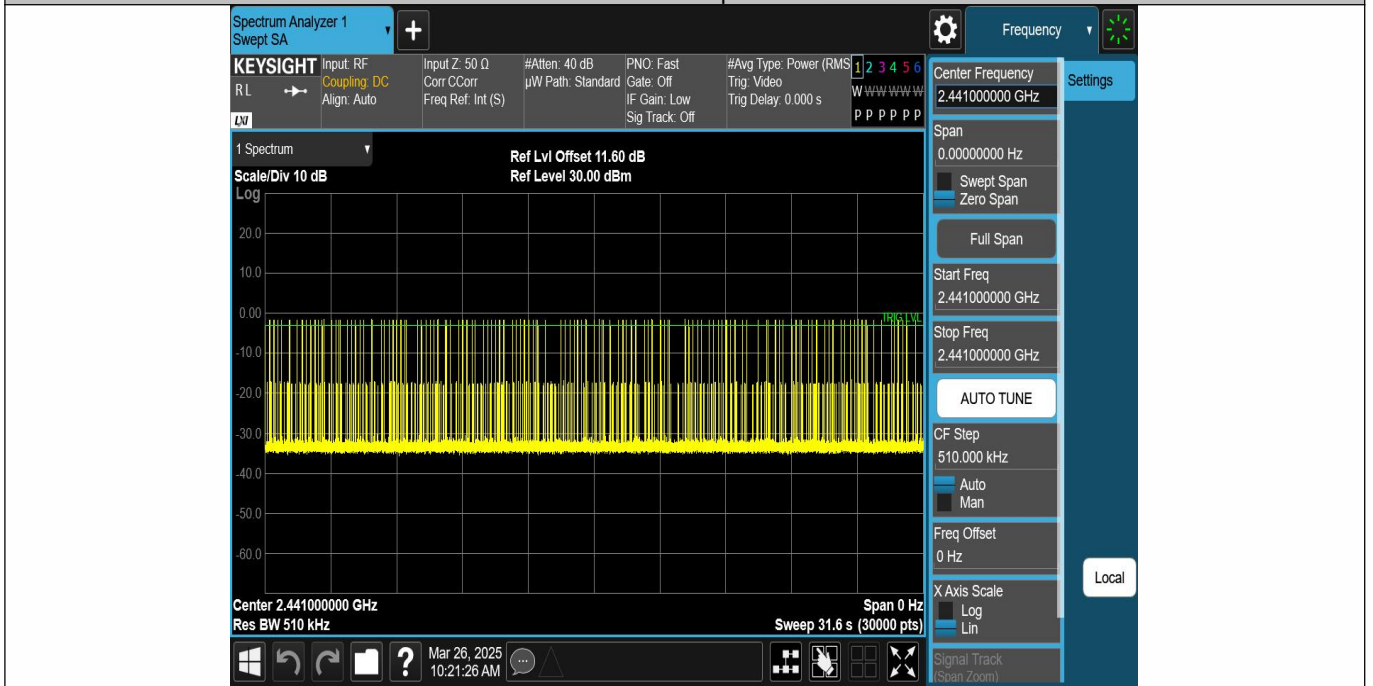 Spectrum Analyzer 1
Swept SA
Frequency
KEYSIGHT
RL
LXI
Input: RF
Coupling: DC
Align: Auto
Input Z: 50 Ω
Corr CCorr
Freq Ref: Int (S)
#Atten: 40 dB
µW Path: Standard
PNO: Fast
Gate: Off
IF Gain: Low
Sig Track: Off
#Avg Type: Power (RMS
Trig: Video
Trig Delay: 0.000 s
1 2 3 4 5 6
W W W W W W
P P P P P P
1 Spectrum
Scale/Div 10 dB
Log
Ref Lvl Offset 11.60 dB
Ref Level 30.00 dBm
20.0
10.0
0.00
TRIG LVL
-10.0
-20.0
-30.0
-40.0
-50.0
-60.0
Center 2.441000000 GHz
Span 0 Hz
Res BW 510 kHz
Sweep 31.6 s (30000 pts)
Center Frequency
2.441000000 GHz
Settings
Span
0.00000000 Hz
Swept Span
Zero Span
Full Span
Start Freq
2.441000000 GHz
Stop Freq
2.441000000 GHz
AUTO TUNE
CF Step
510.000 kHz
Auto
Man
Freq Offset
0 Hz
X Axis Scale
Log
Lin
Local
Signal Track
(Span Zoom)
?
Mar 26, 2025
10:21:26 AM